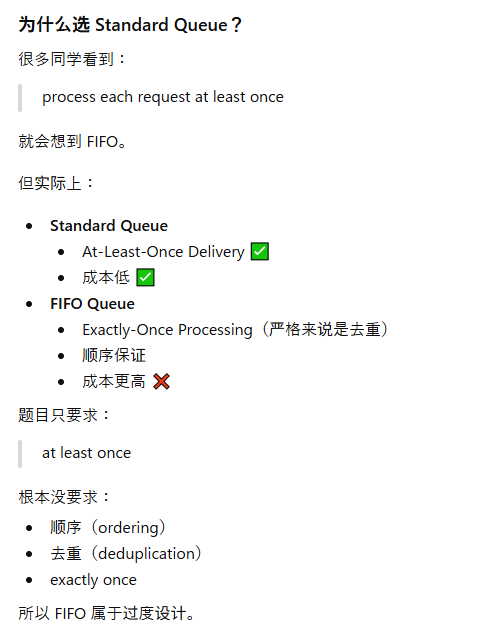 为什么选 Standard Queue？
很多同学看到：
process each request at least once
就会想到 FIFO。
但实际上：
• Standard Queue
• At-Least-Once Delivery ✅
• 成本低 ✅
• FIFO Queue
• Exactly-Once Processing（严格来说是去重）
• 顺序保证
• 成本更高 ❌
题目只要求：
at least once
根本没要求：
• 顺序（ordering）
• 去重（deduplication）
• exactly once
所以 FIFO 属于过度设计。